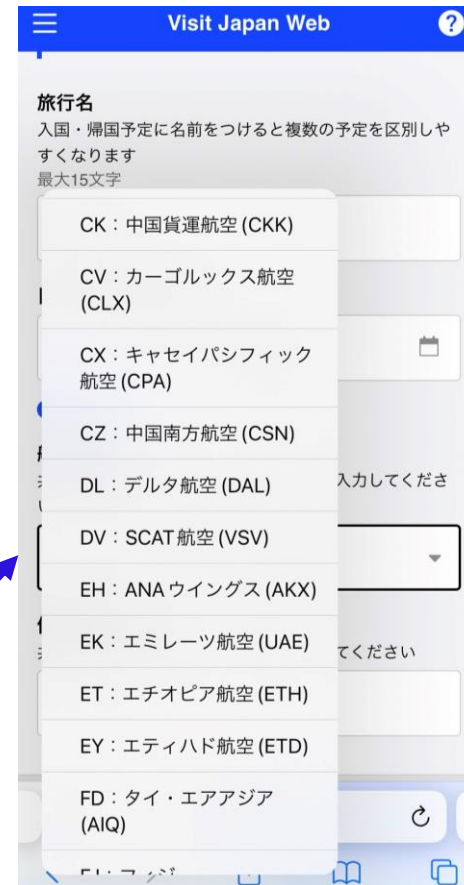 Visit Japan Web
?
旅行名
入国・帰国予定に名前をつけると複数の予定を区別しや
すくなります
最大15文字
CK：中国貨運航空 (CKK)
CV：カーゴルックス航空
(CLX)
CX：キャセイパシフィック
航空 (CPA)
CZ：中国南方航空 (CSN)
DL：デルタ航空 (DAL)
入力してくださ
DV：SCAT 航空 (VSV)
EH：ANA ウイングス (AKX)
EK：エミレーツ航空 (UAE)
てください
ET：エチオピア航空 (ETH)
EY：エティハド航空 (ETD)
FD：タイ・エアアジア
(AIQ)